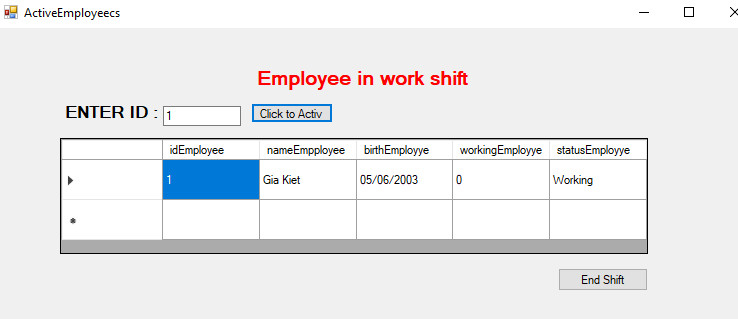 ActiveEmployeecs
Employee in work shift
ENTER ID : 1 Click to Activ
idEmployee nameEmpployee birthEmployye workingEmployye statusEmployye
1 Gia Kiet 05/06/2003 0 Working
End Shift